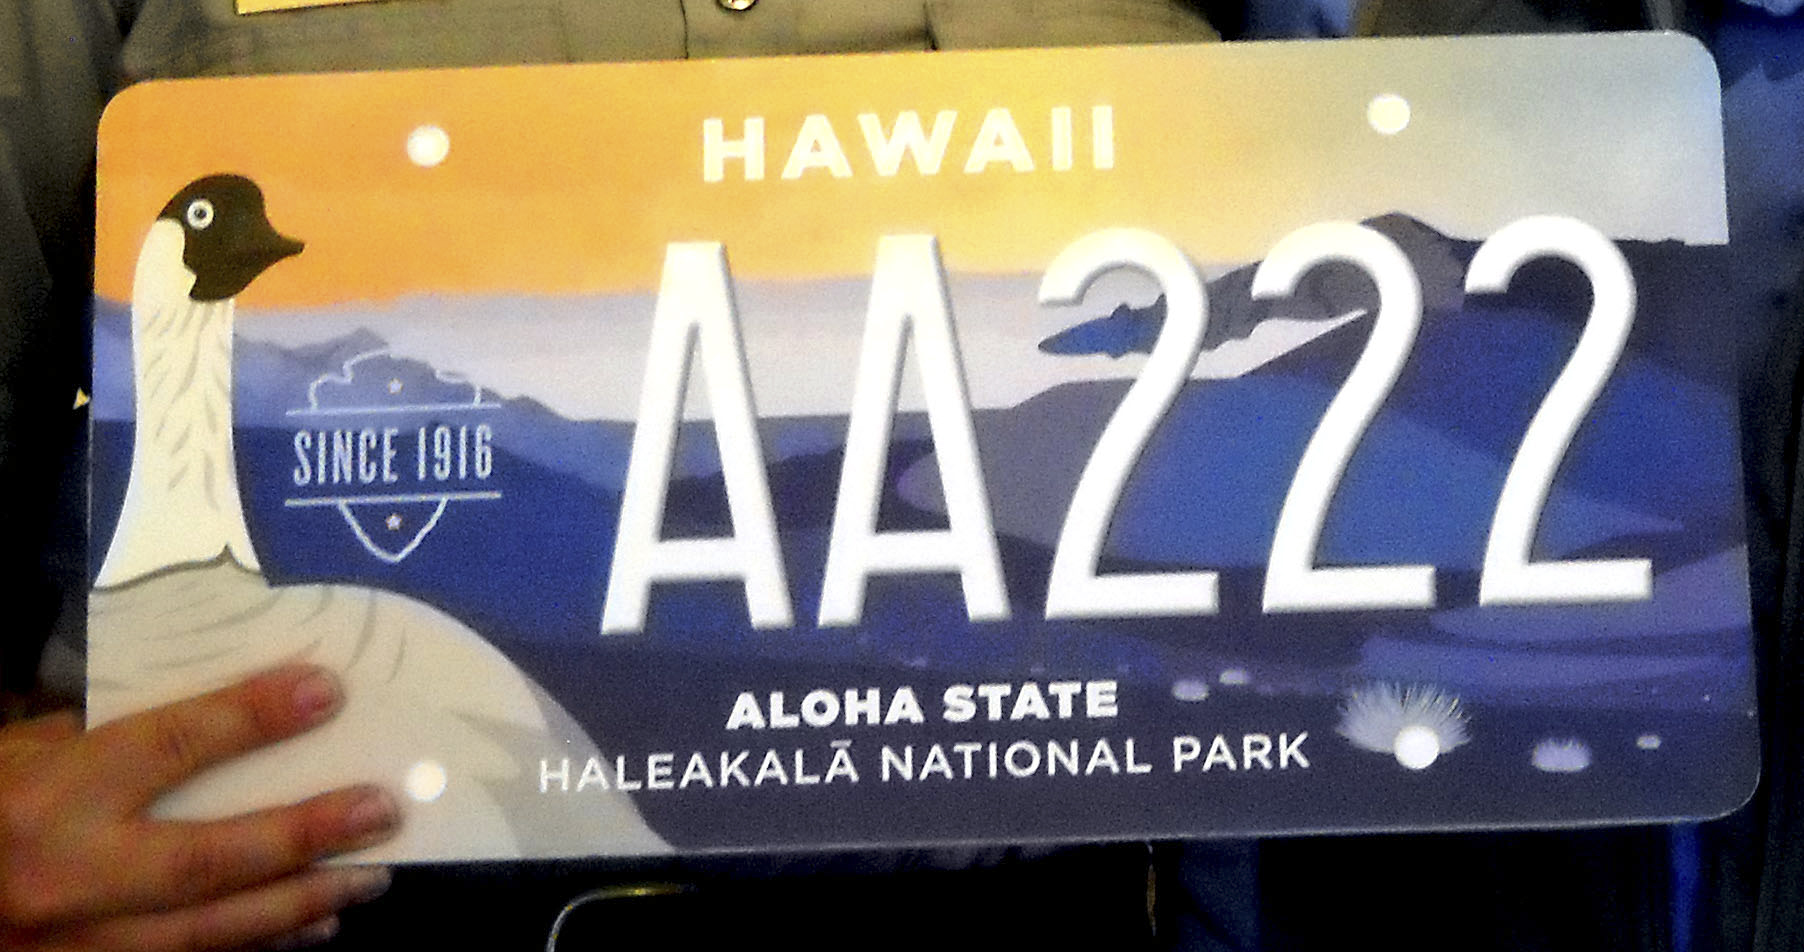 HAWAII
AA222
SINCE 1916
ALOHA STATE
HALEAKALĀ NATIONAL PARK